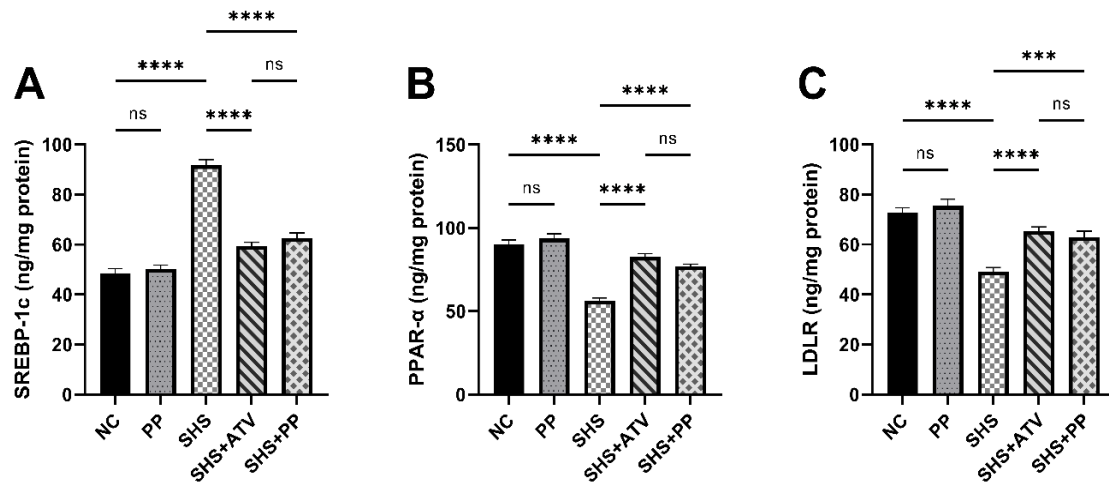 A
****
****
ns
ns
****
SREBP-1c (ng/mg protein)
100
80
60
40
20
0
NC
PP
SHS
SHS+ATV
SHS+PP
B
****
****
ns
ns
****
PPAR-α (ng/mg protein)
150
100
50
0
NC
PP
SHS
SHS+ATV
SHS+PP
C
***
****
ns
ns
****
LDLR (ng/mg protein)
100
80
60
40
20
0
NC
PP
SHS
SHS+ATV
SHS+PP